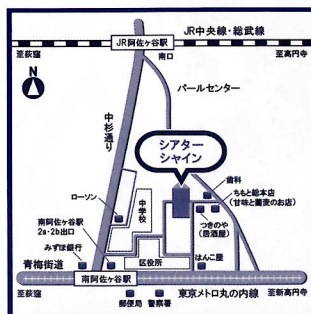 JR中央線・総武線
JR阿佐ヶ谷駅
至荻窪
南口
至高円寺
N
パールセンター
中杉通り
シアター
シャイン
歯科
ちもと総本店
(甘味と蕎麦のお店)
ローソン
中学校
つきのや
(居酒屋)
南阿佐ヶ谷駅
2a・2b出口
みずほ銀行
区役所
はんこ屋
青梅街道
南阿佐ヶ谷駅
至荻窪
郵便局
警察署
東京メトロ丸の内線
至新高円寺